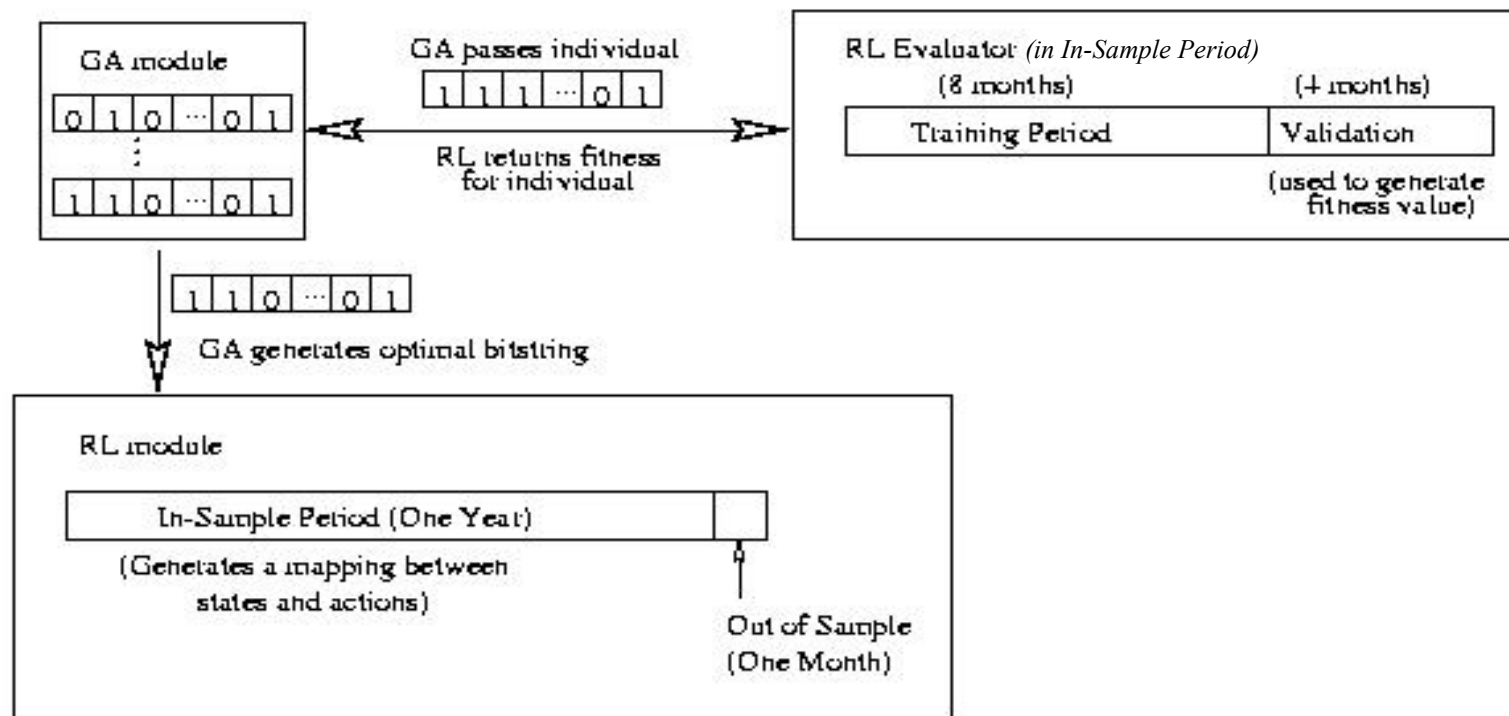 GA module
0 1 0 ... 0 1
1 1 0 ... 0 1
GA passes individual
1 1 1 ... 0 1
RL returns fitness
for individual
RL Evaluator (in In-Sample Period)
(8 months) (4 months)
Training Period Validation
(used to generate
fitness value)
1 1 0 ... 0 1
GA generates optimal bitstring
RL module
In-Sample Period (One Year)
(Generates a mapping between
states and actions)
Out of Sample
(One Month)